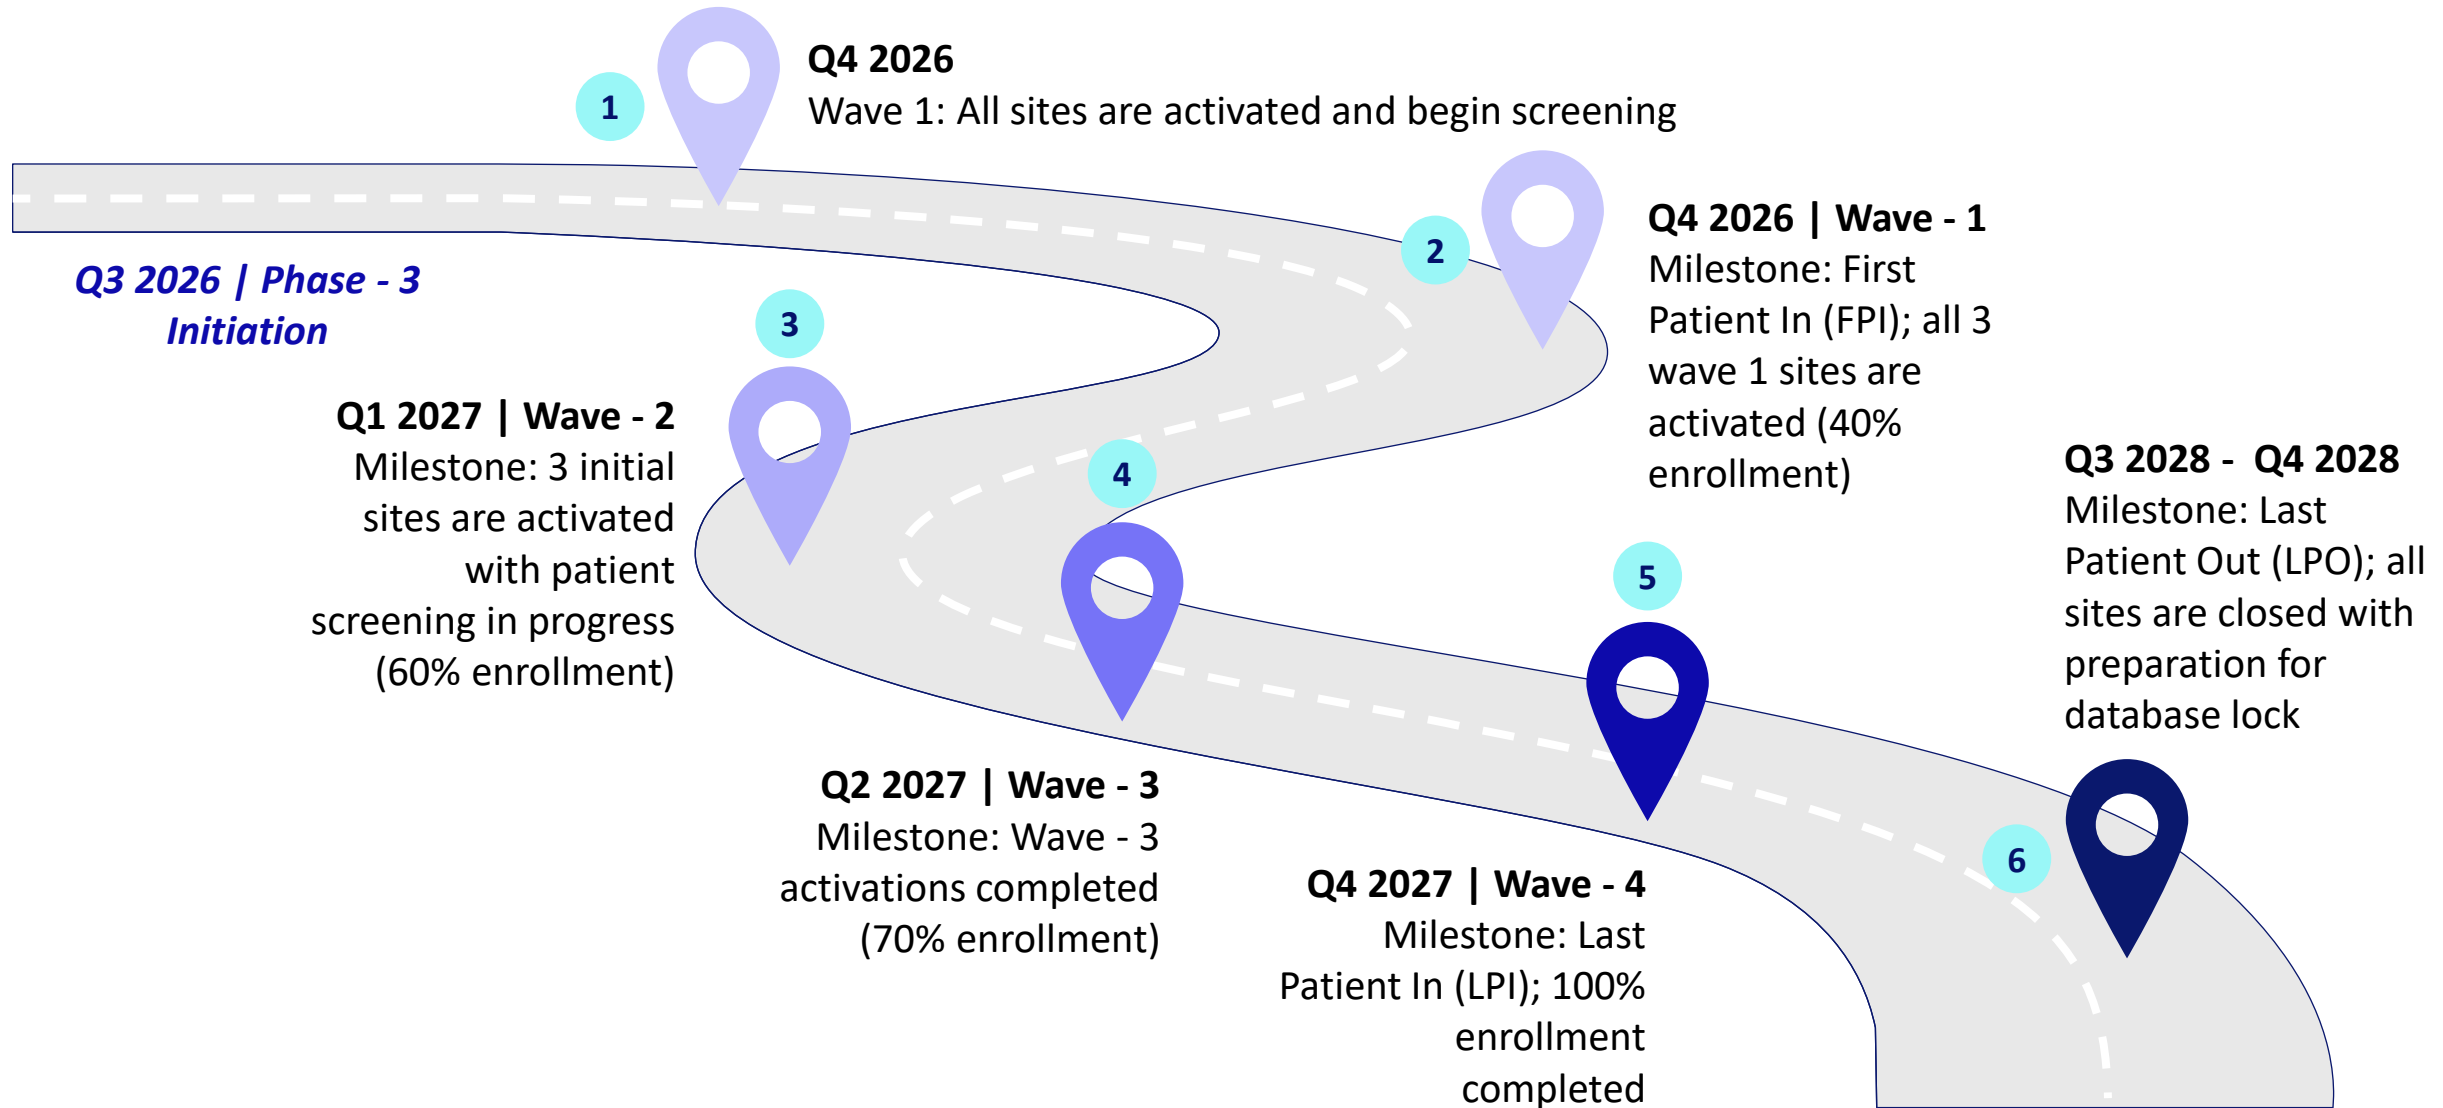 1
Q4 2026
Wave 1: All sites are activated and begin screening
Q3 2026 | Phase - 3
Initiation
2
Q4 2026 | Wave - 1
Milestone: First
Patient In (FPI); all 3
wave 1 sites are
activated (40%
enrollment)
3
Q1 2027 | Wave - 2
Milestone: 3 initial
sites are activated
with patient
screening in progress
(60% enrollment)
4
Q2 2027 | Wave - 3
Milestone: Wave - 3
activations completed
(70% enrollment)
5
Q4 2027 | Wave - 4
Milestone: Last
Patient In (LPI); 100%
enrollment
completed
6
Q3 2028 -  Q4 2028
Milestone: Last
Patient Out (LPO); all
sites are closed with
preparation for
database lock